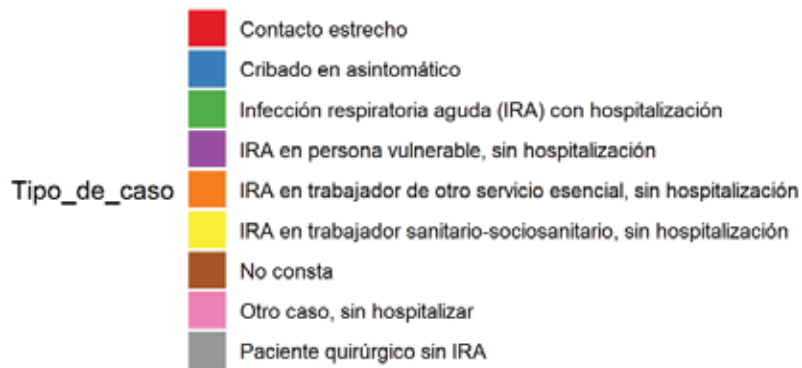 Contacto estrecho
Cribado en asintomático
Infección respiratoria aguda (IRA) con hospitalización
IRA en persona vulnerable, sin hospitalización
Tipo_de_caso
IRA en trabajador de otro servicio esencial, sin hospitalización
IRA en trabajador sanitario-sociosanitario, sin hospitalización
No consta
Otro caso, sin hospitalizar
Paciente quirúrgico sin IRA